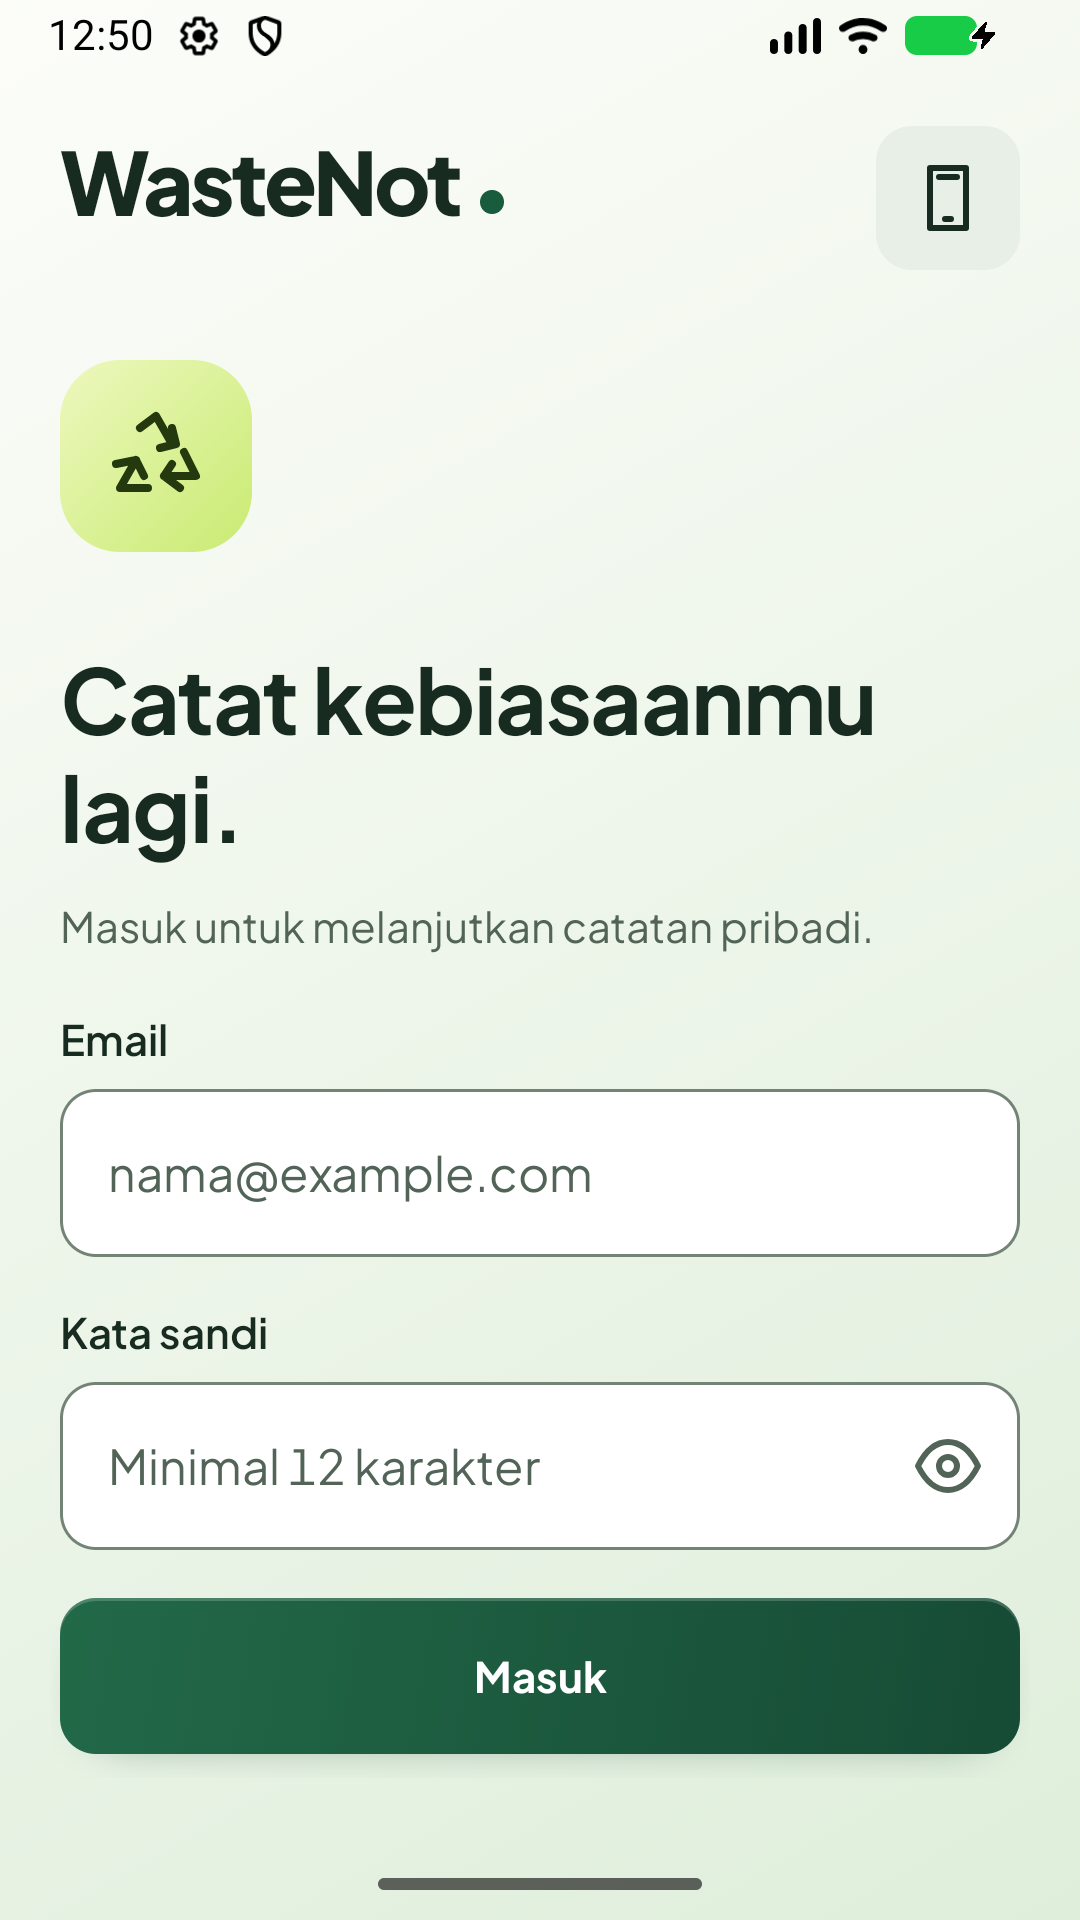 12:50
WasteNot
Catat kebiasaanmu
lagi.
Masuk untuk melanjutkan catatan pribadi.
Email
nama@example.com
Kata sandi
Minimal 12 karakter
Masuk